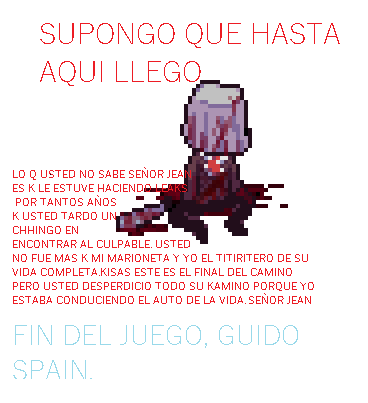 SUPONGO QUE HASTA
AQUI LLEGO
LO Q USTED NO SABE SEÑOR JEAN
ES K LE ESTUVE HACIENDO LEAKS
POR TANTOS AÑOS
K USTED TARDO UN
CHHINGO EN
ENCONTRAR AL CULPABLE. USTED
NO FUE MAS K MI MARIONETA Y YO EL TITIRITERO DE SU
VIDA COMPLETA.KISAS ESTE ES EL FINAL DEL CAMINO
PERO USTED DESPERDICIO TODO SU KAMINO PORQUE YO
ESTABA CONDUCIENDO EL AUTO DE LA VIDA. SEÑOR JEAN
FIN DEL JUEGO, GUIDO
SPAIN.